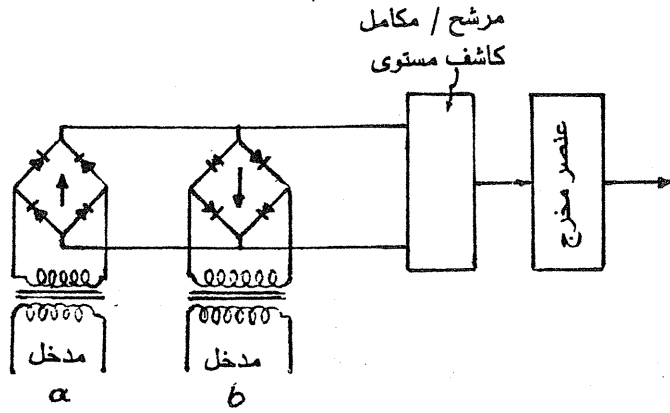 مرشح / مكامل
كاشف مستوى
عنصر مخرج
مدخل
مدخل
a
b